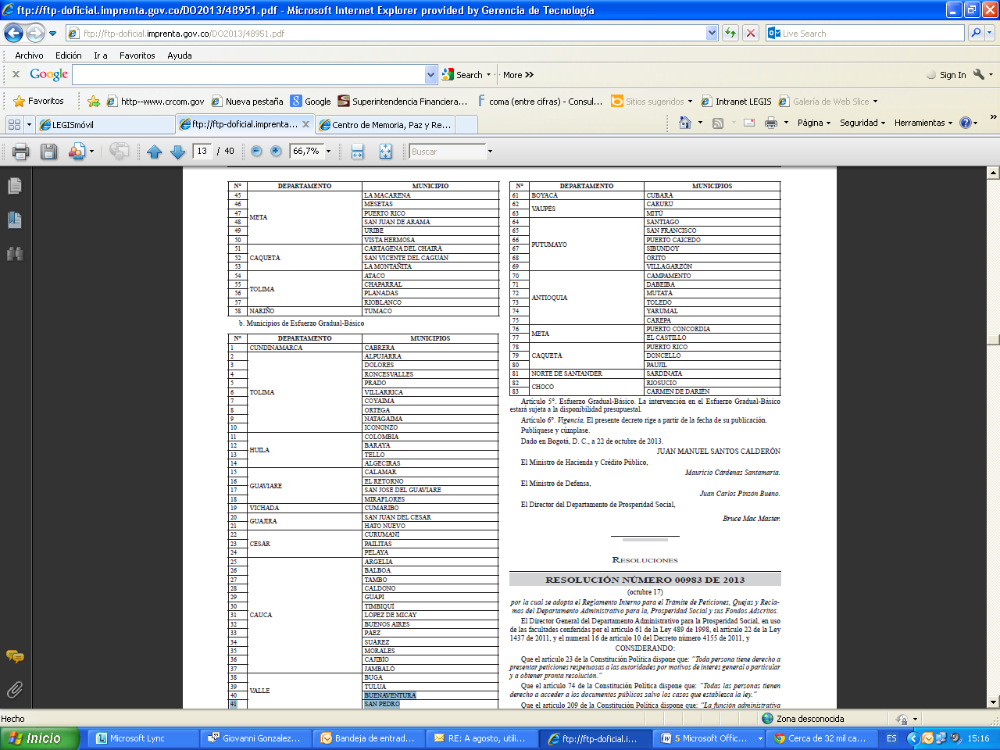 ftp://ftp-doficial.imprenta.gov.co/DO2013/48951.pdf - Microsoft Internet Explorer provided by Gerencia de Tecnología
ftp://ftp-doficial.imprenta.gov.co/DO2013/48951.pdf
Live Search
Archivo Edición Ir a Favoritos Ayuda
x Google Search More >> Sign In
Favoritos http--www.crcom.gov Nueva pestaña Google Superintendencia Financiera... coma (entre cifras) - Consul... Sitios sugeridos Intranet LEGIS Galería de Web Slice
LEGISmóvil ftp://ftp-doficial.imprenta... X Centro de Memoria, Paz y Re... Página Seguridad Herramientas
13 / 40 66,7% Buscar
N° DEPARTAMENTO MUNICIPIO
45 LA MACARENA
46 MESETAS
47 META PUERTO RICO
48 SAN JUAN DE ARAMA
49 URIBE
50 VISTA HERMOSA
51 CARTAGENA DEL CHAIRÁ
52 CAQUETÁ SAN VICENTE DEL CAGUÁN
53 LA MONTAÑITA
54 ATACO
55 TOLIMA CHAPARRAL
56 PLANADAS
57 RIOBLANCO
58 NARIÑO TUMACO
b. Municipios de Esfuerzo Gradual-Básico
N° DEPARTAMENTO MUNICIPIOS
1 CUNDINAMARCA CABRERA
2 ALPUJARRA
3 DOLORES
4 RONCESVALLES
5 PRADO
6 TOLIMA VILLARRICA
7 COYAIMA
8 ORTEGA
9 NATAGAIMA
10 ICONONZO
11 COLOMBIA
12 HUILA BARAYA
13 TELLO
14 ALGECIRAS
15 CALAMAR
16 GUAVIARE EL RETORNO
17 SAN JOSÉ DEL GUAVIARE
18 MIRAFLORES
19 VICHADA CUMARIBO
20 GUAJIRA SAN JUAN DEL CESAR
21 HATO NUEVO
22 CURUMANÍ
23 CESAR PAILITAS
24 PELAYA
25 ARGELIA
26 BALBOA
27 TAMBO
28 CALDONO
29 GUAPI
30 TIMBIQUÍ
31 CAUCA LÓPEZ DE MICAY
32 BUENOS AIRES
33 PÁEZ
34 SUÁREZ
35 MORALES
36 CAJIBÍO
37 JAMBALÓ
38 BUGA
39 VALLE TULUÁ
40 BUENAVENTURA
41 SAN PEDRO
N° DEPARTAMENTO MUNICIPIOS
61 BOYACÁ CUBARÁ
62 VAUPÉS CARURÚ
63 MITÚ
64 SANTIAGO
65 SAN FRANCISCO
66 PUTUMAYO PUERTO CAICEDO
67 SIBUNDOY
68 ORITO
69 VILLAGARZÓN
70 CAMPAMENTO
71 DABEIBA
72 ANTIOQUIA MUTATÁ
73 TOLEDO
74 YARUMAL
75 CAREPA
76 META PUERTO CONCORDIA
77 EL CASTILLO
78 PUERTO RICO
79 CAQUETÁ DONCELLO
80 PAUJIL
81 NORTE DE SANTANDER SARDINATA
82 CHOCÓ RIOSUCIO
83 CARMEN DE DARIÉN
Artículo 5°. Esfuerzo Gradual-Básico. La intervención en el Esfuerzo Gradual-Básico
estará sujeta a la disponibilidad presupuestal.
Artículo 6°. Vigencia. El presente decreto rige a partir de la fecha de su publicación.
Publíquese y cúmplase.
Dado en Bogotá, D. C., a 22 de octubre de 2013.
JUAN MANUEL SANTOS CALDERÓN
El Ministro de Hacienda y Crédito Público,
Mauricio Cárdenas Santamaría.
El Ministro de Defensa,
Juan Carlos Pinzón Bueno.
El Director del Departamento de Prosperidad Social,
Bruce Mac Master.
RESOLUCIONES
RESOLUCIÓN NÚMERO 00983 DE 2013
(octubre 17)
por la cual se adopta el Reglamento Interno para el Trámite de Peticiones, Quejas y Recla-
mos del Departamento Administrativo para la, Prosperidad Social y sus Fondos Adscritos.
El Director General del Departamento Administrativo para la Prosperidad Social, en uso
de las facultades conferidas por el artículo 61 de la Ley 489 de 1998, el artículo 22 de la Ley
1437 de 2011, y el numeral 16 de artículo 10 del Decreto número 4155 de 2011, y
CONSIDERANDO:
Que el artículo 23 de la Constitución Política dispone que: "Toda persona tiene derecho a
presentar peticiones respetuosas a las autoridades por motivos de interés general o particular
y a obtener pronta resolución."
Que el artículo 74 de la Constitución Política dispone que: "Todas las personas tienen
derecho a acceder a los documentos públicos salvo los casos que establezca la ley."
Que el artículo 209 de la Constitución Política dispone que: "La función administrativa
Hecho Zona desconocida
Inicio Microsoft Lync Giovanni Gonzalez... Bandeja de entrad... RE: A agosto, utili... ftp://ftp-doficial.i... 5 Microsoft Offic... Cerca de 32 mil ca... ES 15:16